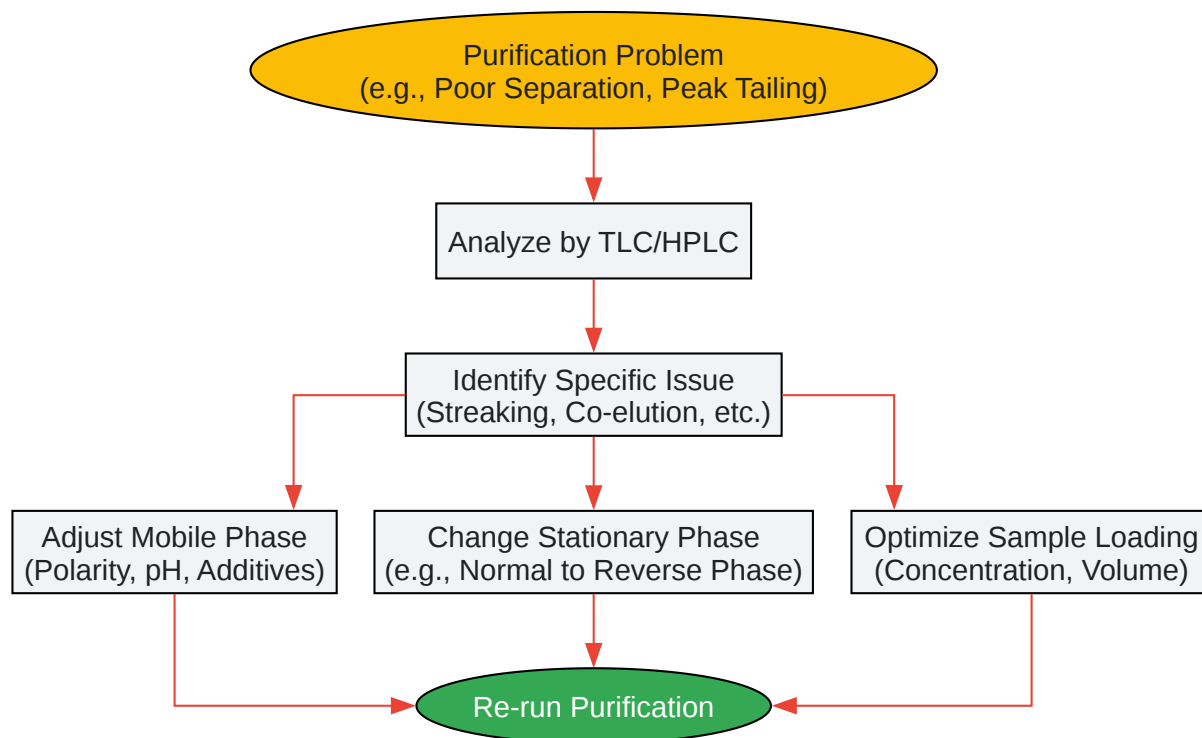 Purification Problem
(e.g., Poor Separation, Peak Tailing)
Analyze by TLC/HPLC
Identify Specific Issue
(Streaking, Co-elution, etc.)
Adjust Mobile Phase
(Polarity, pH, Additives)
Change Stationary Phase
(e.g., Normal to Reverse Phase)
Optimize Sample Loading
(Concentration, Volume)
Re-run Purification